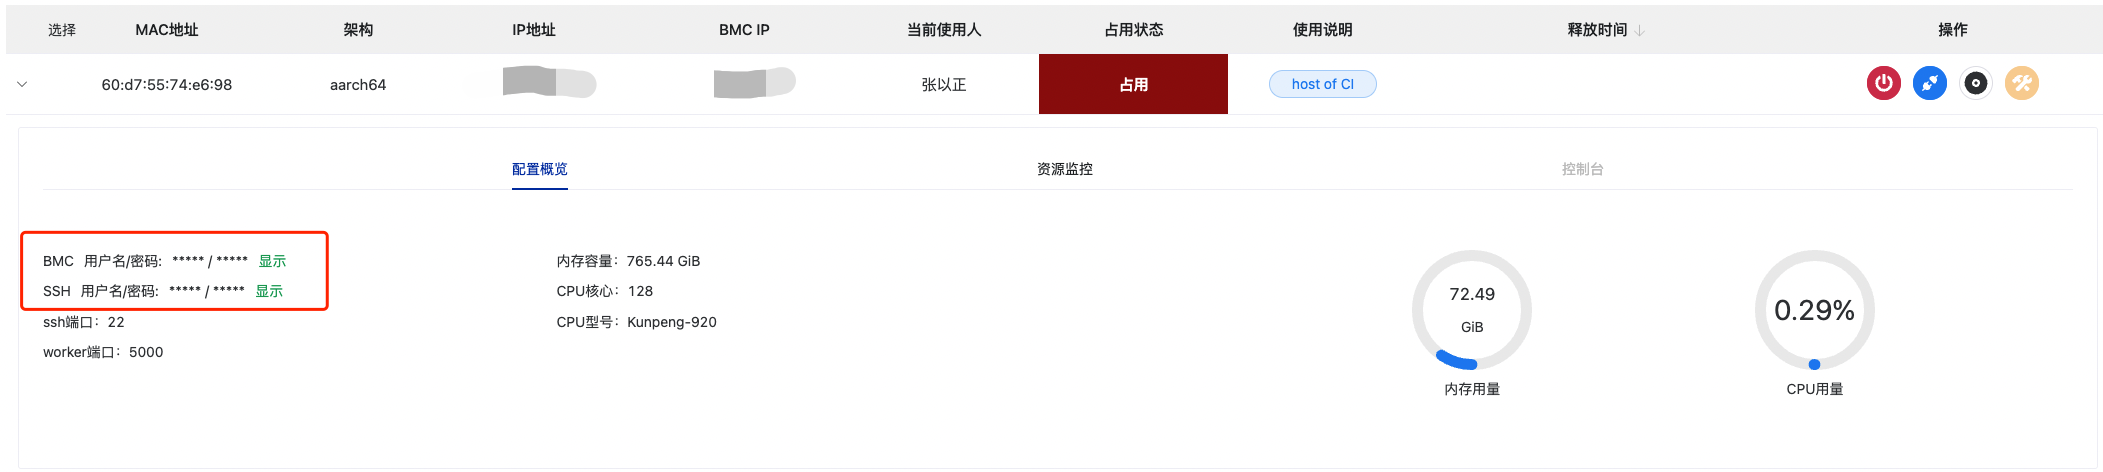 选择 MAC地址 架构 IP地址 BMC IP 当前使用人 占用状态 使用说明 释放时间 操作
60:d7:55:74:e6:98 aarch64 张以正 占用 host of CI
配置概览 资源监控 控制台
BMC 用户名/密码: ***** / ***** 显示
SSH 用户名/密码: ***** / ***** 显示
ssh端口: 22
worker端口: 5000
内存容量: 765.44 GiB
CPU核心: 128
CPU型号: Kunpeng-920
72.49
GiB
内存用量
0.29%
CPU用量